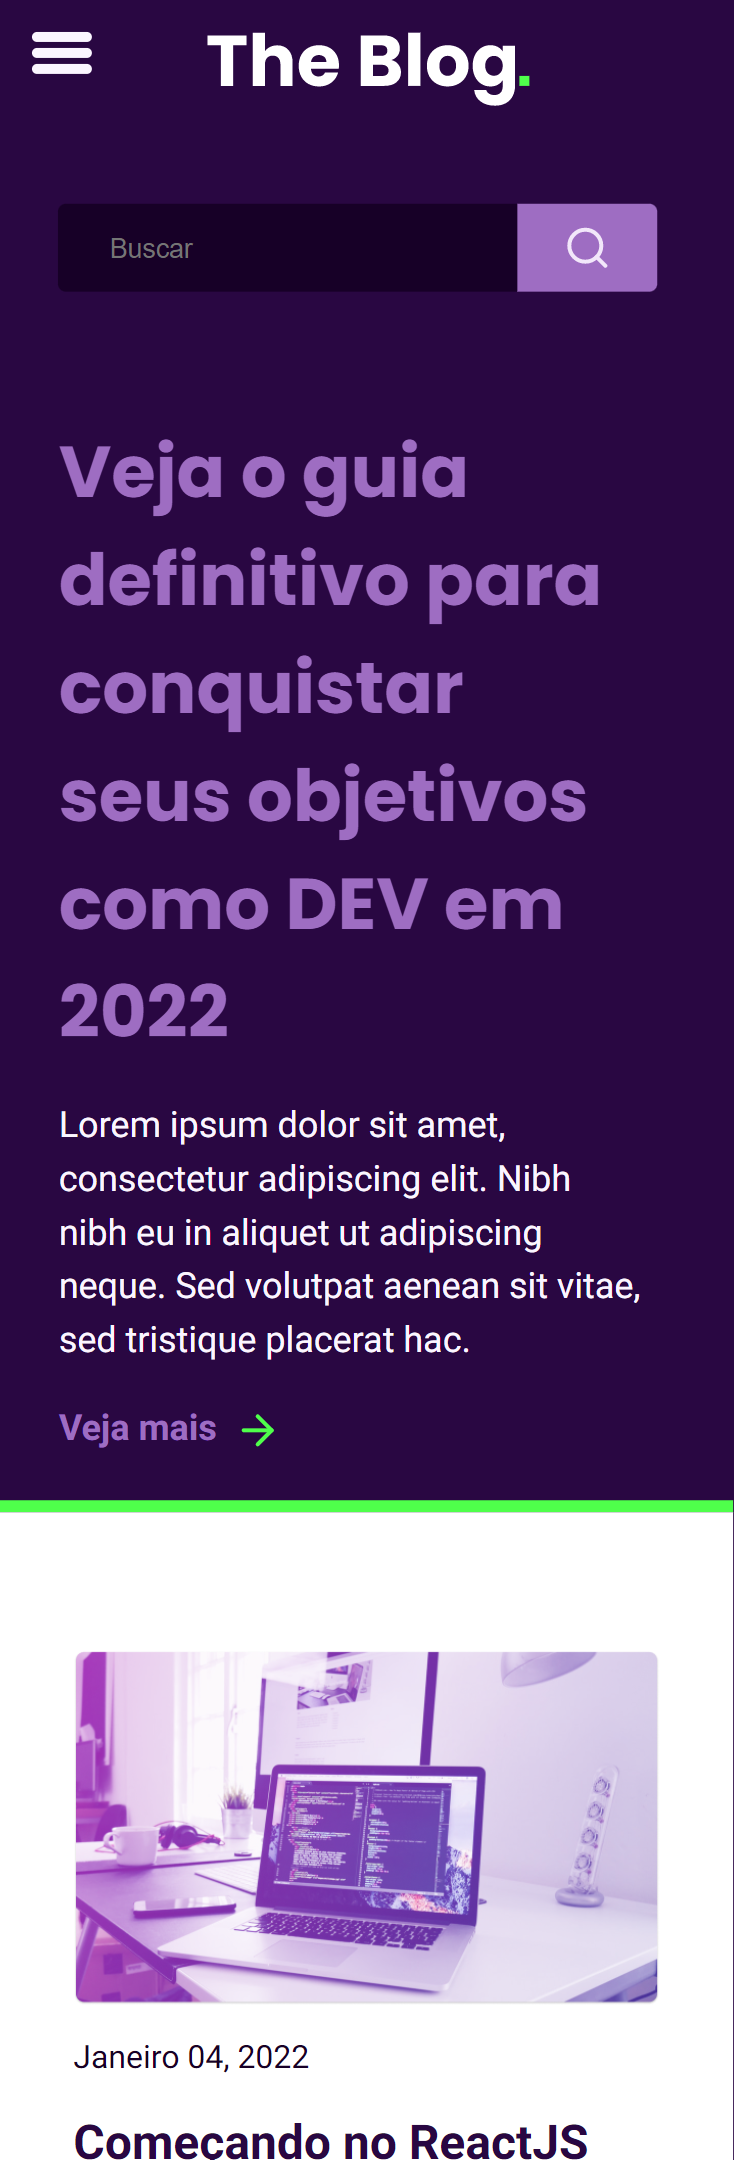 The Blog.
Buscar
Veja o guia
definitivo para
conquistar
seus objetivos
como DEV em
2022
Lorem ipsum dolor sit amet,
consectetur adipiscing elit. Nibh
nibh eu in aliquet ut adipiscing
neque. Sed volutpat aenean sit vitae,
sed tristique placerat hac.
Veja mais
Janeiro 04, 2022
Começando no ReactJS